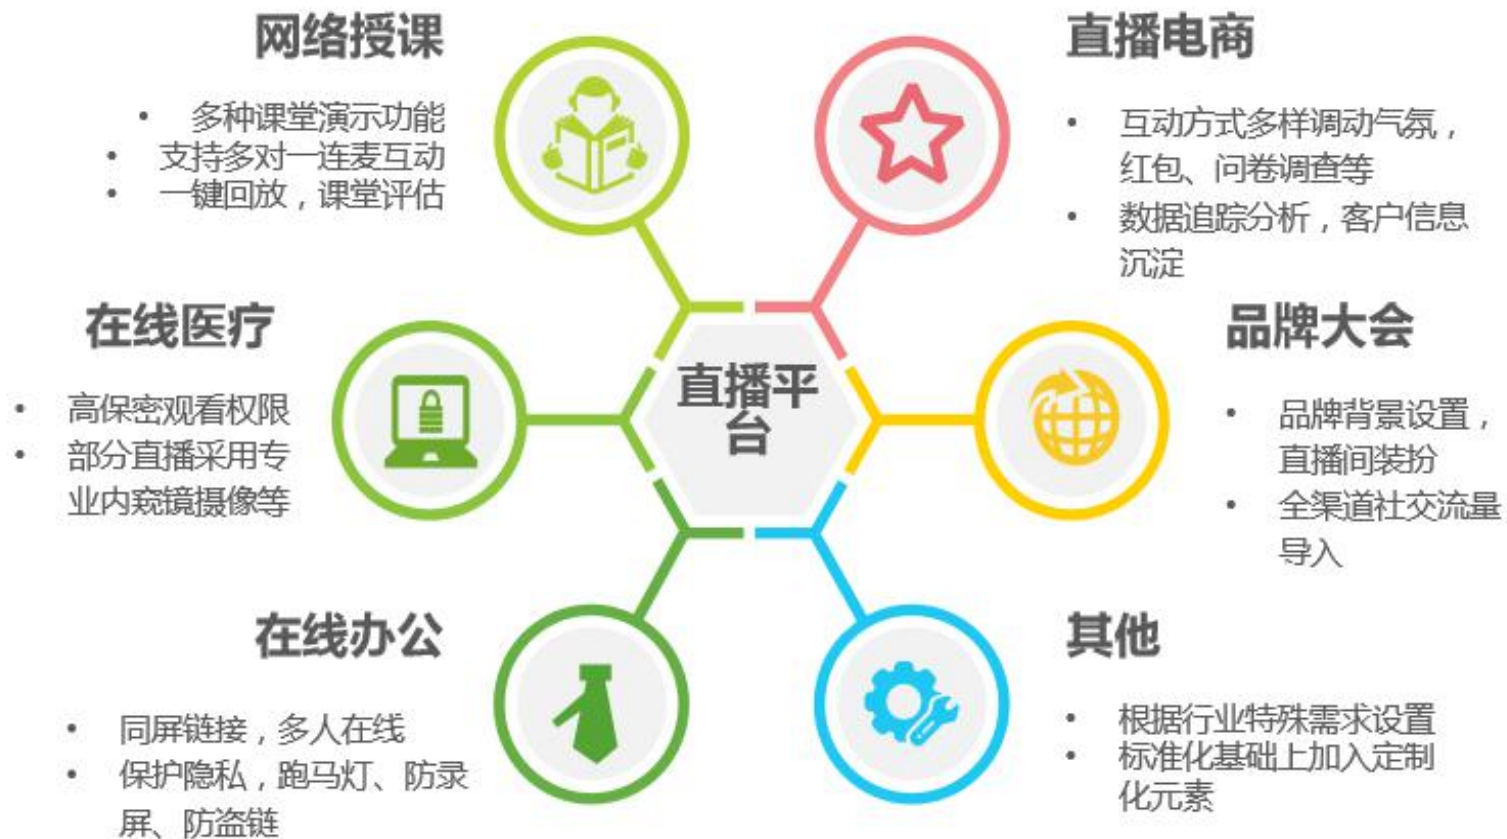 网络授课
• 多种课堂演示功能
• 支持多对一连麦互动
• 一键回放，课堂评估
直播电商
• 互动方式多样调动气氛，
红包、问卷调查等
• 数据追踪分析，客户信息
沉淀
在线医疗
• 高保密观看权限
• 部分直播采用专
业内窥镜摄像等
直播平
台
品牌大会
• 品牌背景设置，
直播间装扮
• 全渠道社交流量
导入
在线办公
• 同屏链接，多人在线
• 保护隐私，跑马灯、防录
屏、防盗链
其他
• 根据行业特殊需求设置
• 标准化基础上加入定制
化元素